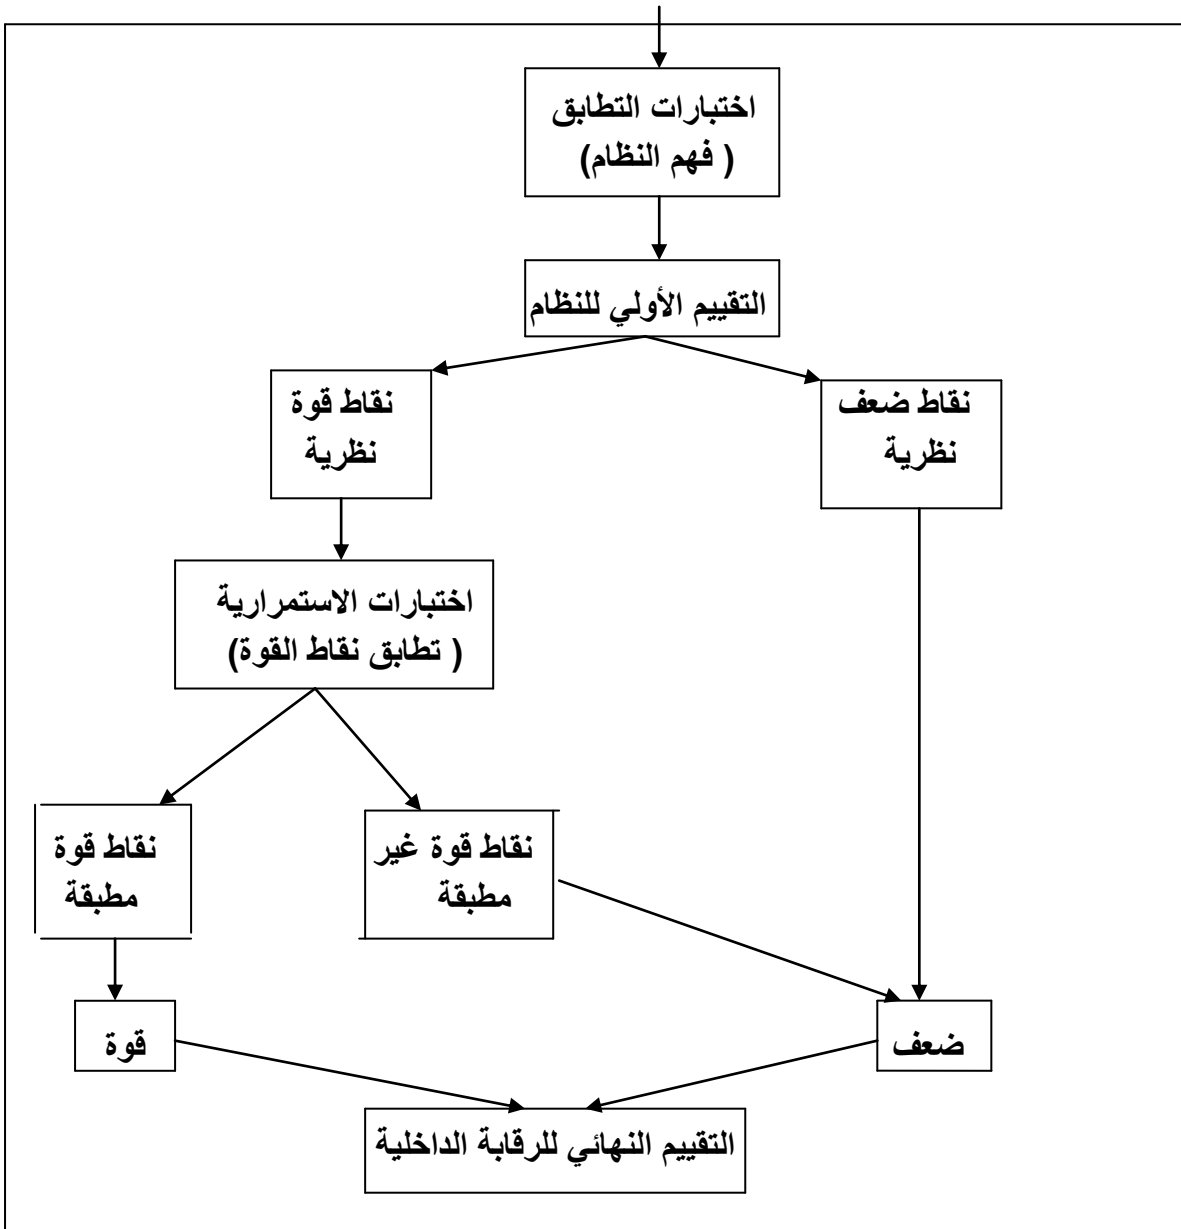 اختبارات التطابق
( فهم النظام)
التقييم الأولي للنظام
نقاط قوة
نظرية
نقاط ضعف
نظرية
اختبارات الاستمرارية
( تطابق نقاط القوة)
نقاط قوة
مطبقة
نقاط قوة غير
مطبقة
قوة
ضعف
التقييم النهائي للرقابة الداخلية